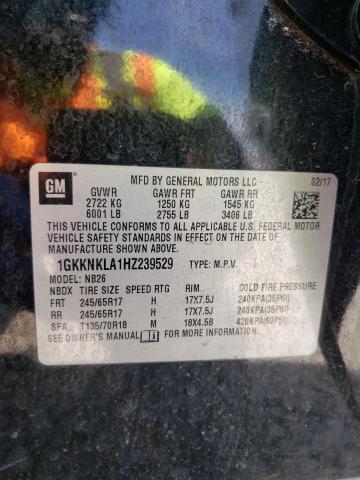 GM
MFD BY GENERAL MOTORS LLC -
02/17
GVWR GAWR FRT GAWR RR
2722 KG 1250 KG 1545 KG
6001 LB 2755 LB 3406 LB
THIS VEHICLE CONFORMS TO ALL APPLICABLE U.S. FEDERAL
MOTOR VEHICLE SAFETY STANDARDS IN EFFECT ON THE DATE
OF MANUFACTURE SHOWN ABOVE.
1GKKNKLA1HZ239529 TYPE: M.P.V.
MODEL: NB26
NBDX TIRE SIZE SPEED RTG RIM COLD TIRE PRESSURE
FRT 245/65R17 H 17X7.5J 240KPA(35PSI)
RR 245/65R17 H 17X7.5J 240KPA(35PSI)
SPA T135/70R18 M 18X4.5B 420KPA(60PSI)
SEE OWNER'S MANUAL FOR ADDITIONAL INFORMATION.